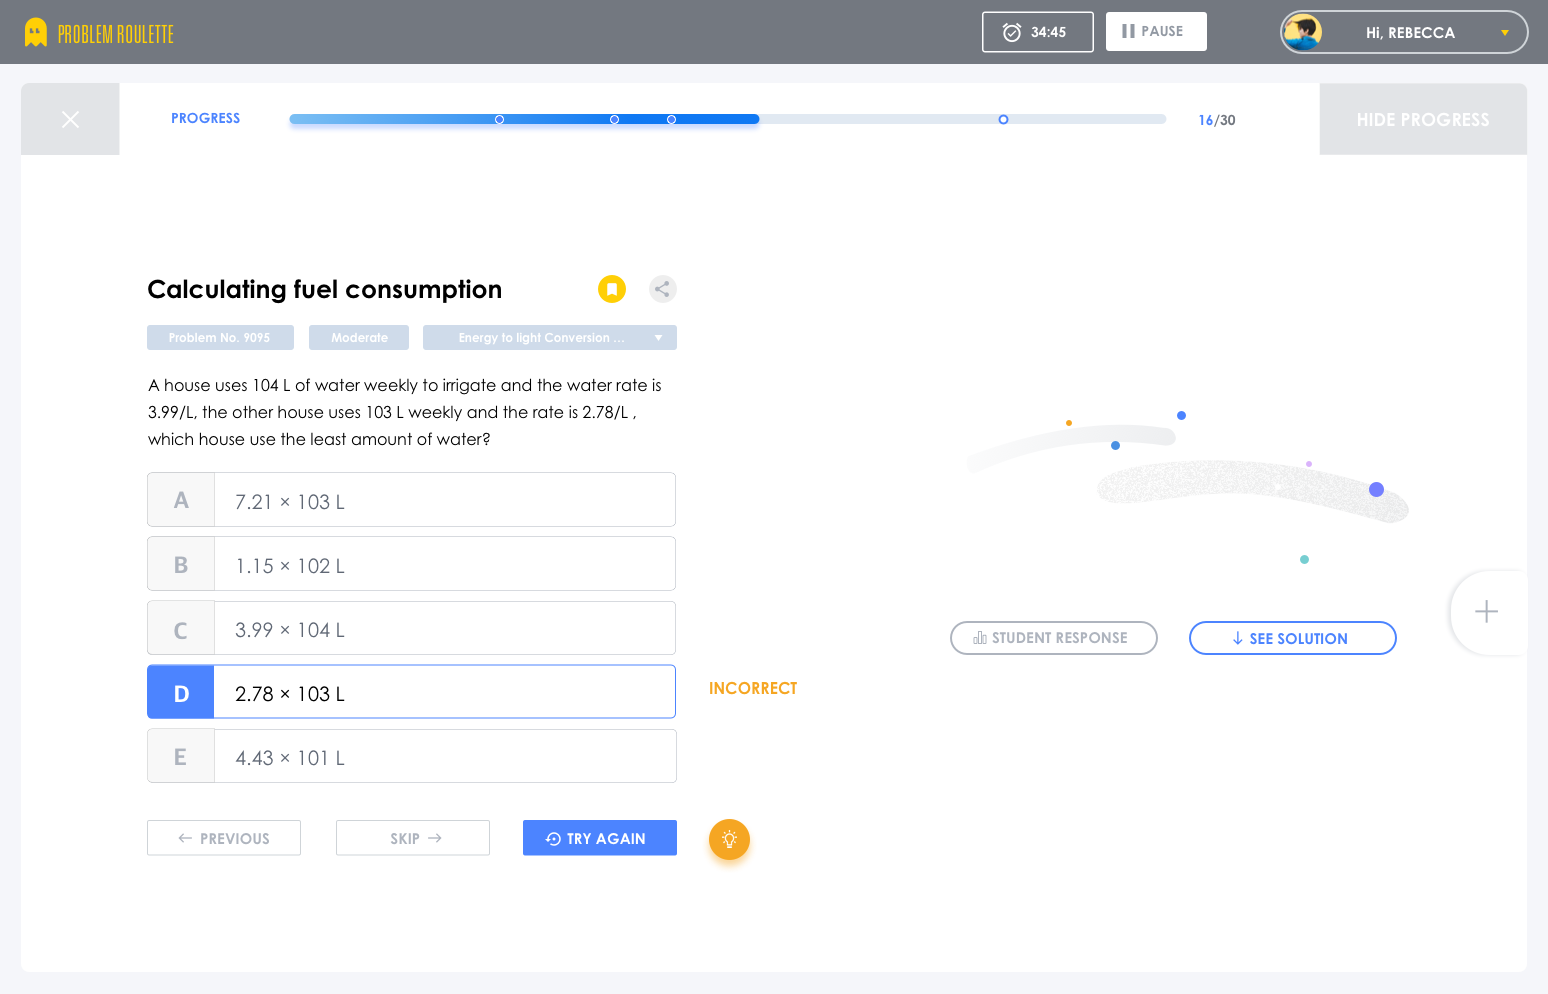 PROBLEM ROULETTE
34:45
PAUSE
Hi, REBECCA
PROGRESS
16/30
HIDE PROGRESS
Calculating fuel consumption
Problem No. 9095
Moderate
Energy to light Conversion ...
A house uses 104 L of water weekly to irrigate and the water rate is
3.99/L, the other house uses 103 L weekly and the rate is 2.78/L ,
which house use the least amount of water?
A
7.21 × 103 L
B
1.15 × 102 L
C
3.99 × 104 L
D
2.78 × 103 L
INCORRECT
E
4.43 × 101 L
STUDENT RESPONSE
SEE SOLUTION
PREVIOUS
SKIP
TRY AGAIN